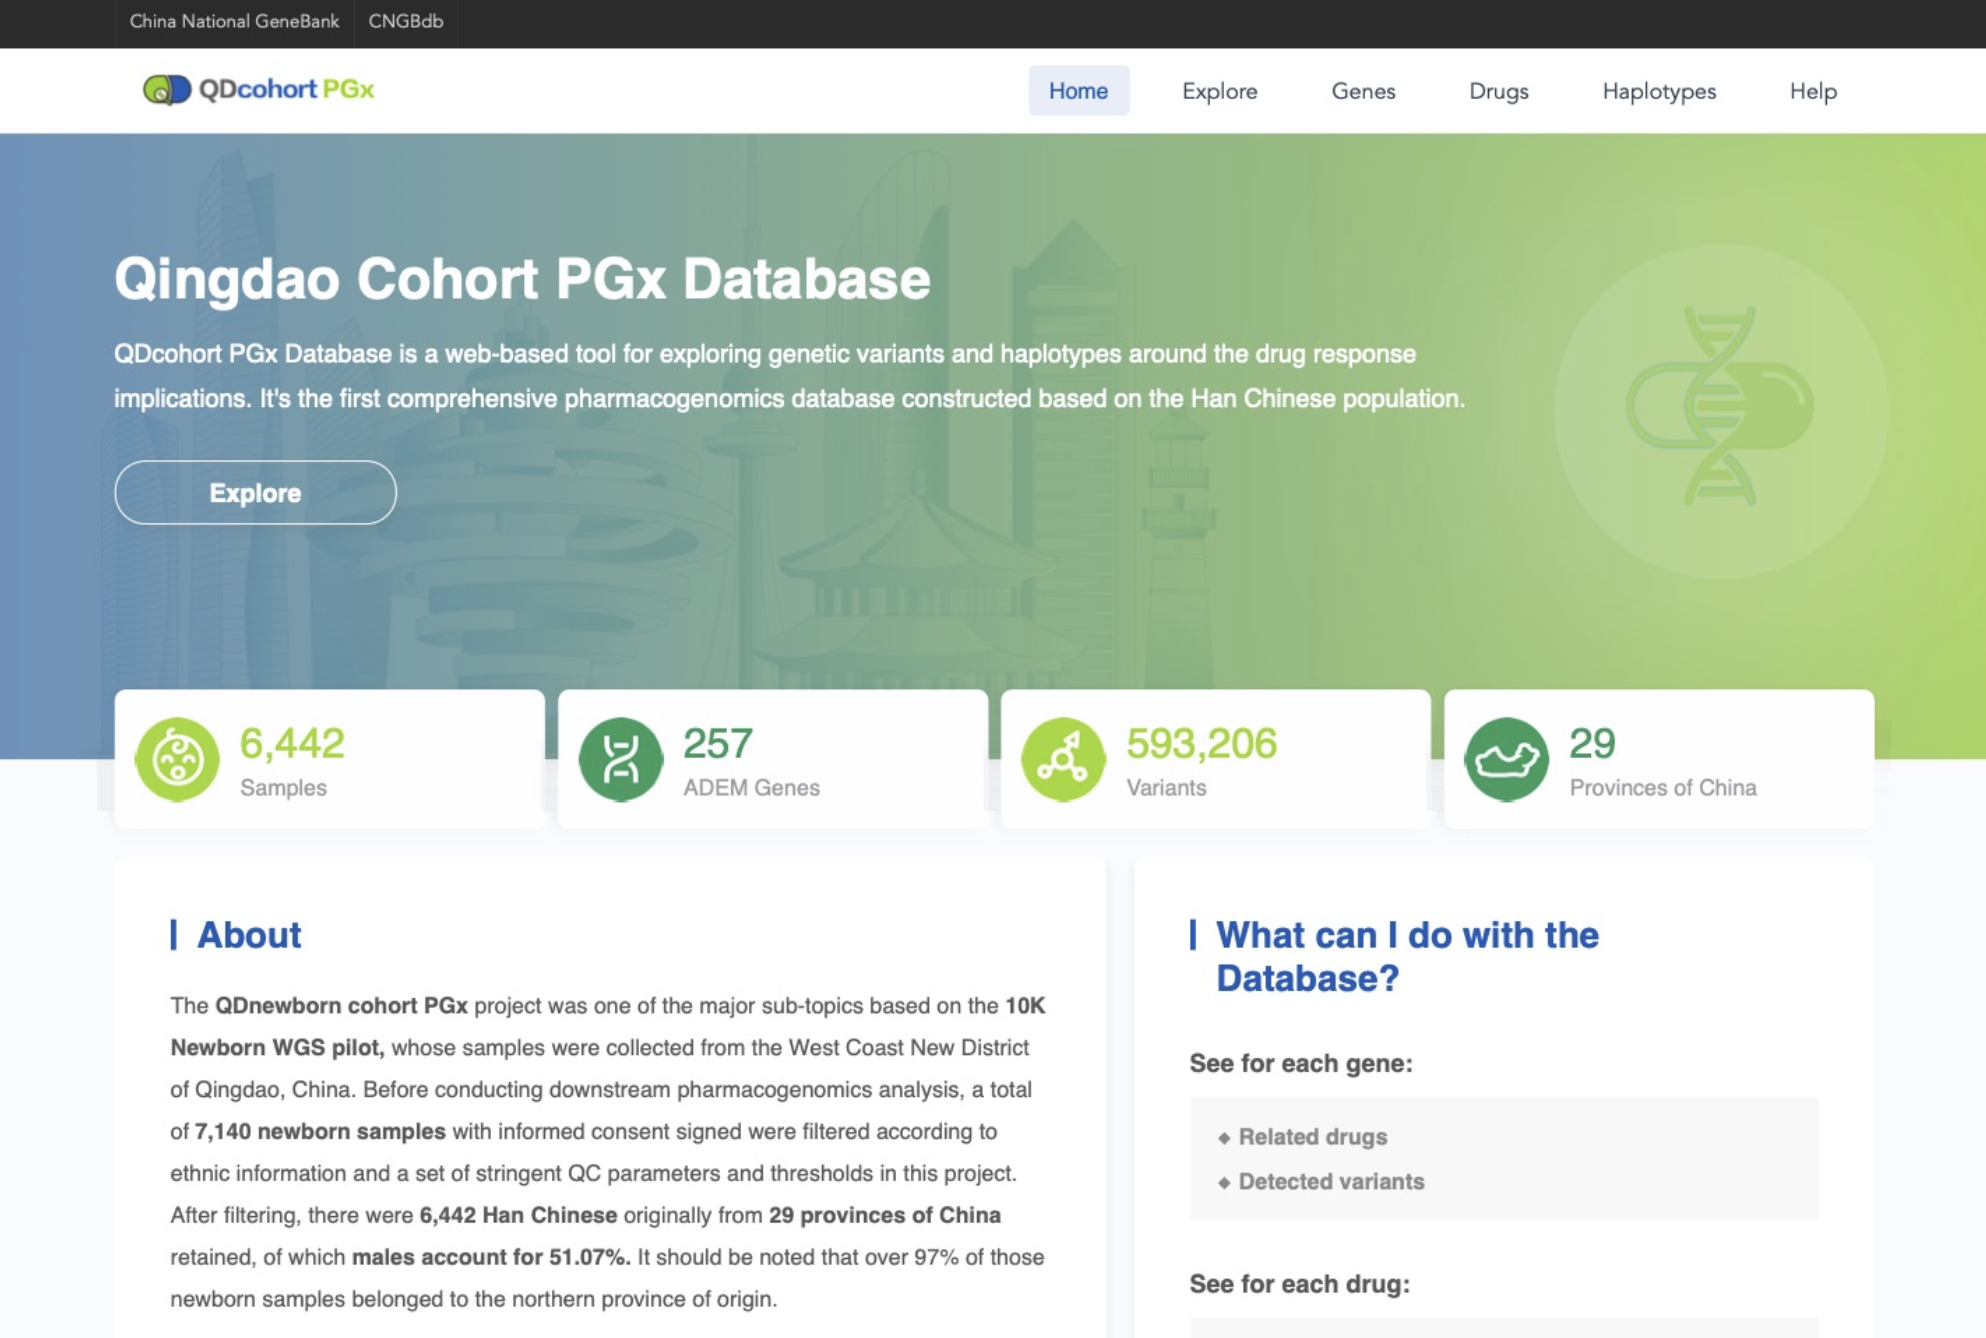 China National GeneBank CNGBdb
QDcohort PGx Home Explore Genes Drugs Haplotypes Help
Qingdao Cohort PGx Database
QDcohort PGx Database is a web-based tool for exploring genetic variants and haplotypes around the drug response
implications. It's the first comprehensive pharmacogenomics database constructed based on the Han Chinese population.
Explore
6,442
Samples
257
ADEM Genes
593,206
Variants
29
Provinces of China
About
The QDnewborn cohort PGx project was one of the major sub-topics based on the 10K
Newborn WGS pilot, whose samples were collected from the West Coast New District
of Qingdao, China. Before conducting downstream pharmacogenomics analysis, a total
of 7,140 newborn samples with informed consent signed were filtered according to
ethnic information and a set of stringent QC parameters and thresholds in this project.
After filtering, there were 6,442 Han Chinese originally from 29 provinces of China
retained, of which males account for 51.07%. It should be noted that over 97% of those
newborn samples belonged to the northern province of origin.
What can I do with the
Database?
See for each gene:
◆ Related drugs
◆ Detected variants
See for each drug: